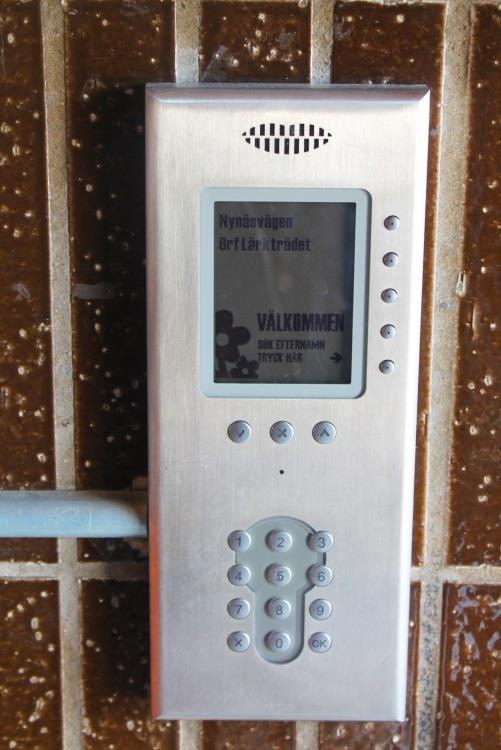 Nynäsvägen
Brf Lärkträdet
VÄLKOMMEN
SÖK EFTERNAMN
TRYCK HÄR →
1 2 3
4 5 6
7 8 9
× 0 OK